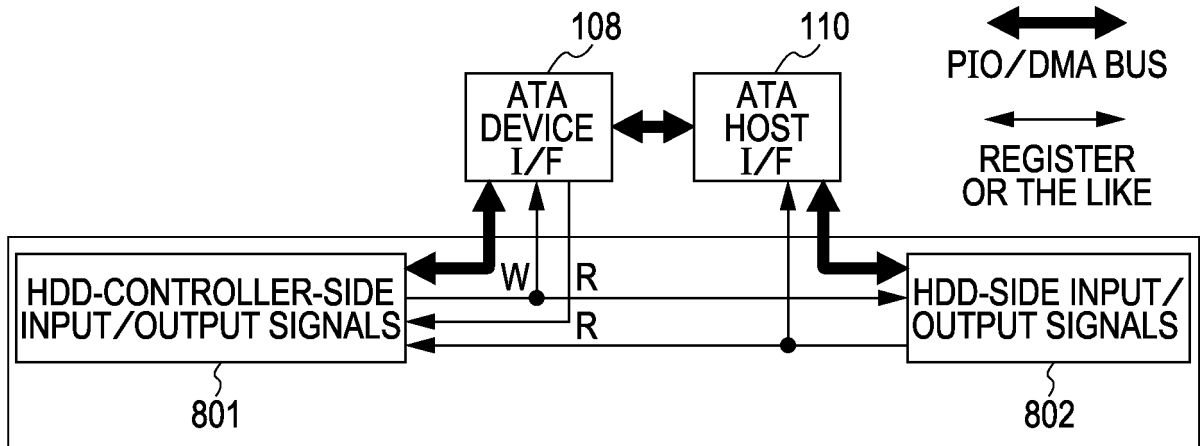 108
110
PIO/DMA BUS
ATA
DEVICE
I/F
ATA
HOST
I/F
REGISTER
OR THE LIKE
HDD-CONTROLLER-SIDE
INPUT/OUTPUT SIGNALS
W R
R
HDD-SIDE INPUT/
OUTPUT SIGNALS
801
802